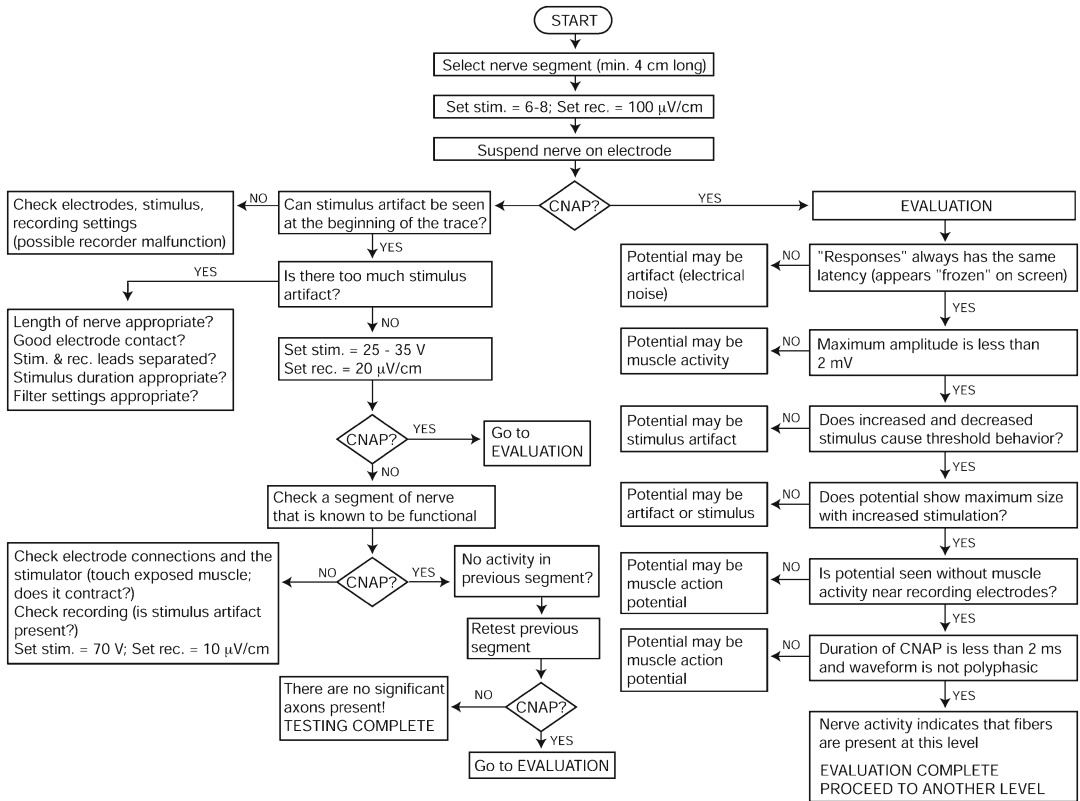 START
Select nerve segment (min. 4 cm long)
Set stim. = 6-8; Set rec. = 100 μV/cm
Suspend nerve on electrode
CNAP?
YES
EVALUATION
Can stimulus artifact be seen
at the beginning of the trace?
NO
Check electrodes, stimulus,
recording settings
(possible recorder malfunction)
YES
Is there too much stimulus
artifact?
YES
Length of nerve appropriate?
Good electrode contact?
Stim. & rec. leads separated?
Stimulus duration appropriate?
Filter settings appropriate?
NO
Set stim. = 25 - 35 V
Set rec. = 20 μV/cm
CNAP?
YES
Go to
EVALUATION
NO
Check a segment of nerve
that is known to be functional
CNAP?
NO
Check electrode connections and the
stimulator (touch exposed muscle;
does it contract?)
Check recording (is stimulus artifact
present?)
Set stim. = 70 V; Set rec. = 10 μV/cm
YES
No activity in
previous segment?
Retest previous
segment
CNAP?
NO
There are no significant
axons present!
TESTING COMPLETE
YES
Go to EVALUATION
"Responses" always has the same
latency (appears "frozen" on screen)
NO
Potential may be
artifact (electrical
noise)
YES
Maximum amplitude is less than
2 mV
NO
Potential may be
muscle activity
YES
Does increased and decreased
stimulus cause threshold behavior?
NO
Potential may be
stimulus artifact
YES
Does potential show maximum size
with increased stimulation?
NO
Potential may be
artifact or stimulus
YES
Is potential seen without muscle
activity near recording electrodes?
NO
Potential may be
muscle action
potential
YES
Duration of CNAP is less than 2 ms
and waveform is not polyphasic
NO
Potential may be
muscle action
potential
YES
Nerve activity indicates that fibers
are present at this level
EVALUATION COMPLETE
PROCEED TO ANOTHER LEVEL